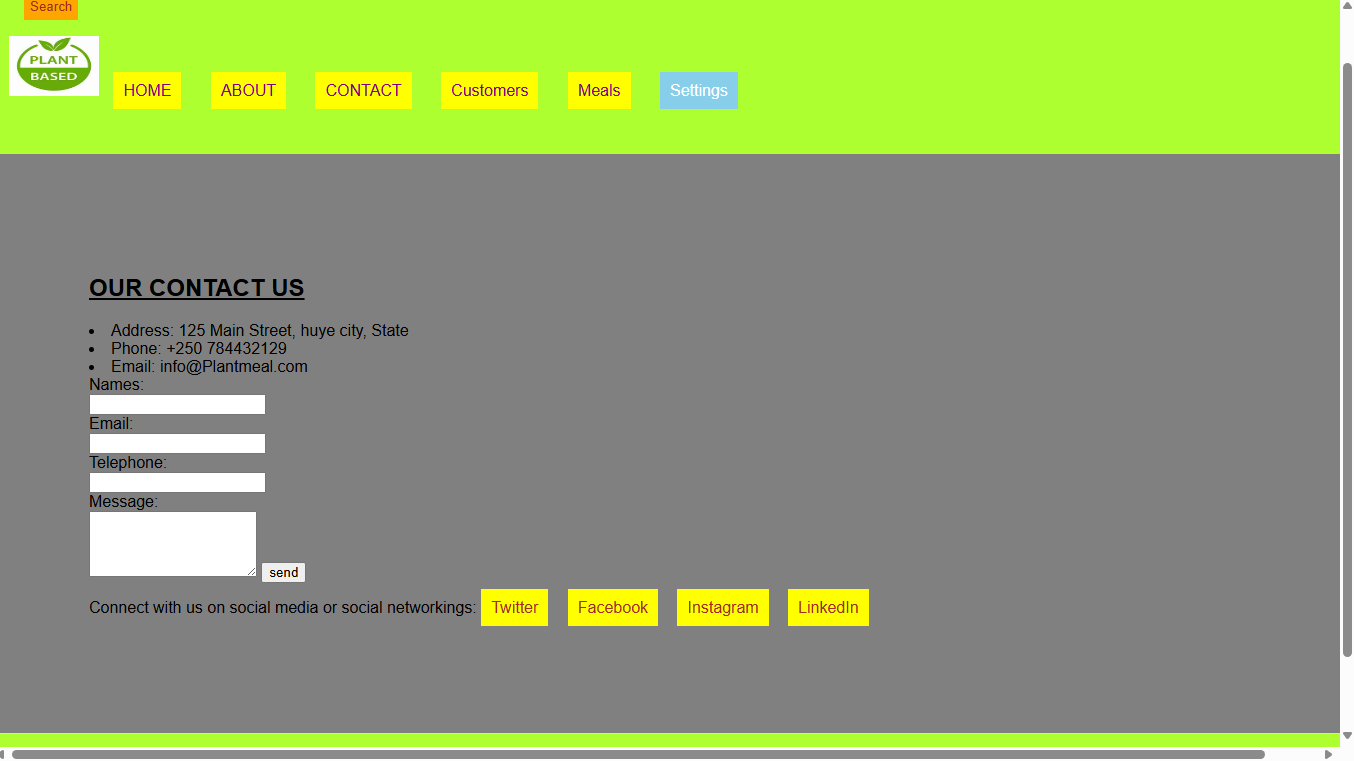 Search
PLANT
BASED
HOME ABOUT CONTACT Customers Meals Settings
OUR CONTACT US
• Address: 125 Main Street, huye city, State
• Phone: +250 784432129
• Email: info@Plantmeal.com
Names:
Email:
Telephone:
Message:
send
Connect with us on social media or social networkings: Twitter Facebook Instagram LinkedIn